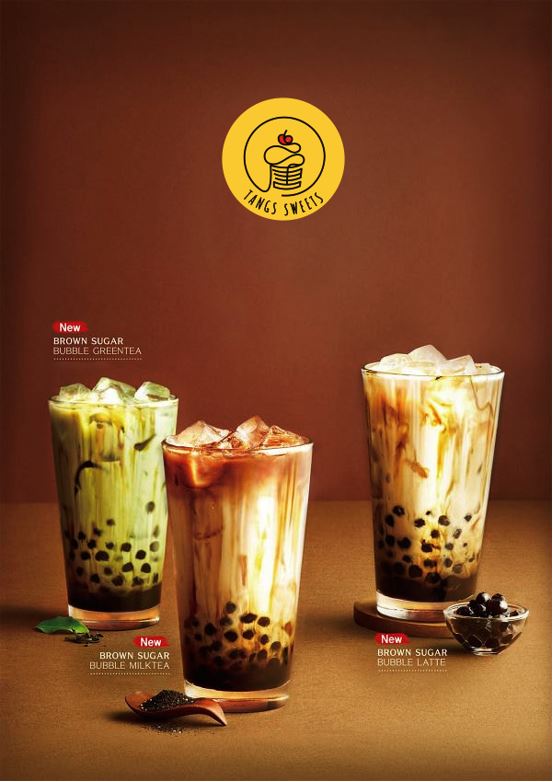 TANGS SWEETS
New
BROWN SUGAR
BUBBLE GREENTEA
New
BROWN SUGAR
BUBBLE MILKTEA
New
BROWN SUGAR
BUBBLE LATTE